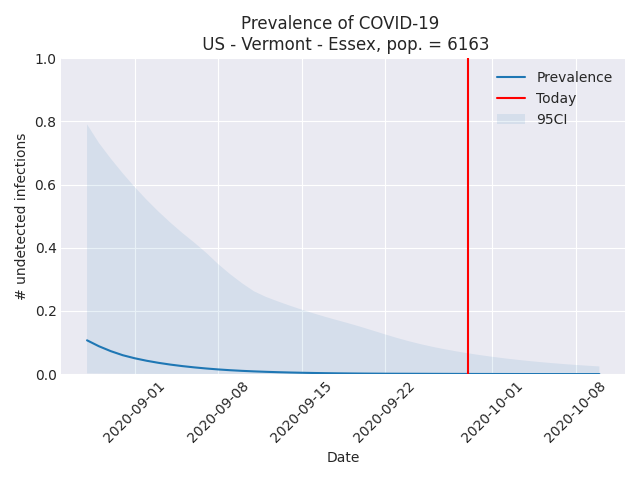 Prevalence of COVID-19
US - Vermont - Essex, pop. = 6163
1.0
0.8
0.6
0.4
0.2
0.0
# undetected infections
Prevalence
Today
95CI
2020-09-01
2020-09-08
2020-09-15
2020-09-22
2020-10-01
2020-10-08
Date